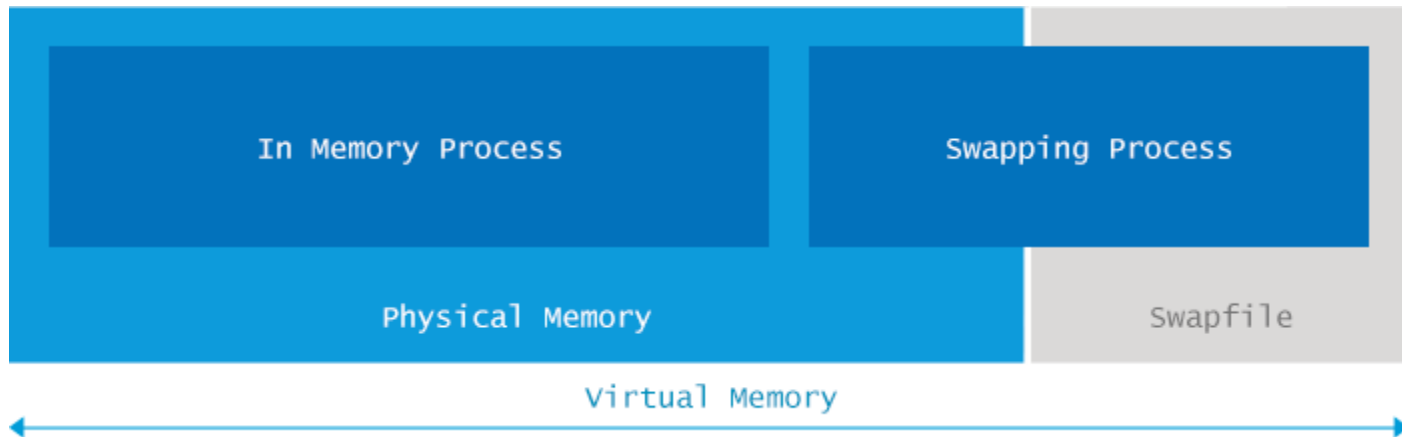 In Memory Process
Swapping Process
Physical Memory
Swapfile
Virtual Memory